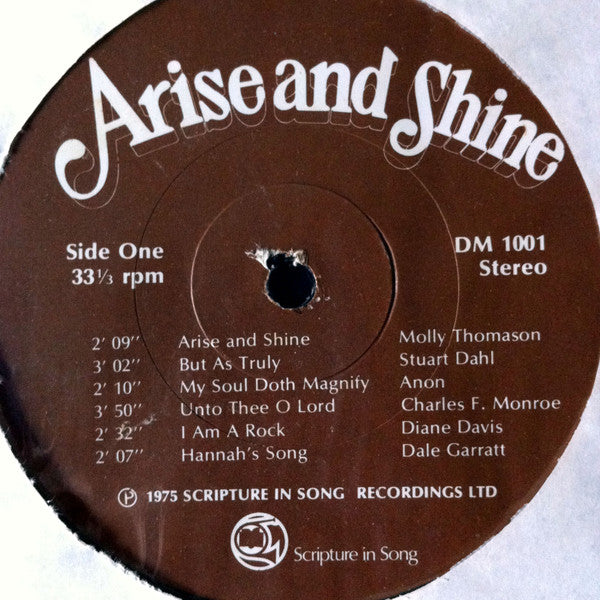 Arise and Shine
Side One
33⅓ rpm
DM 1001
Stereo
2' 09" Arise and Shine Molly Thomason
3' 02" But As Truly Stuart Dahl
2' 10" My Soul Doth Magnify Anon
3' 50" Unto Thee O Lord Charles F. Monroe
2' 32" I Am A Rock Diane Davis
2' 07" Hannah's Song Dale Garratt
℗ 1975 SCRIPTURE IN SONG RECORDINGS LTD
Scripture in Song